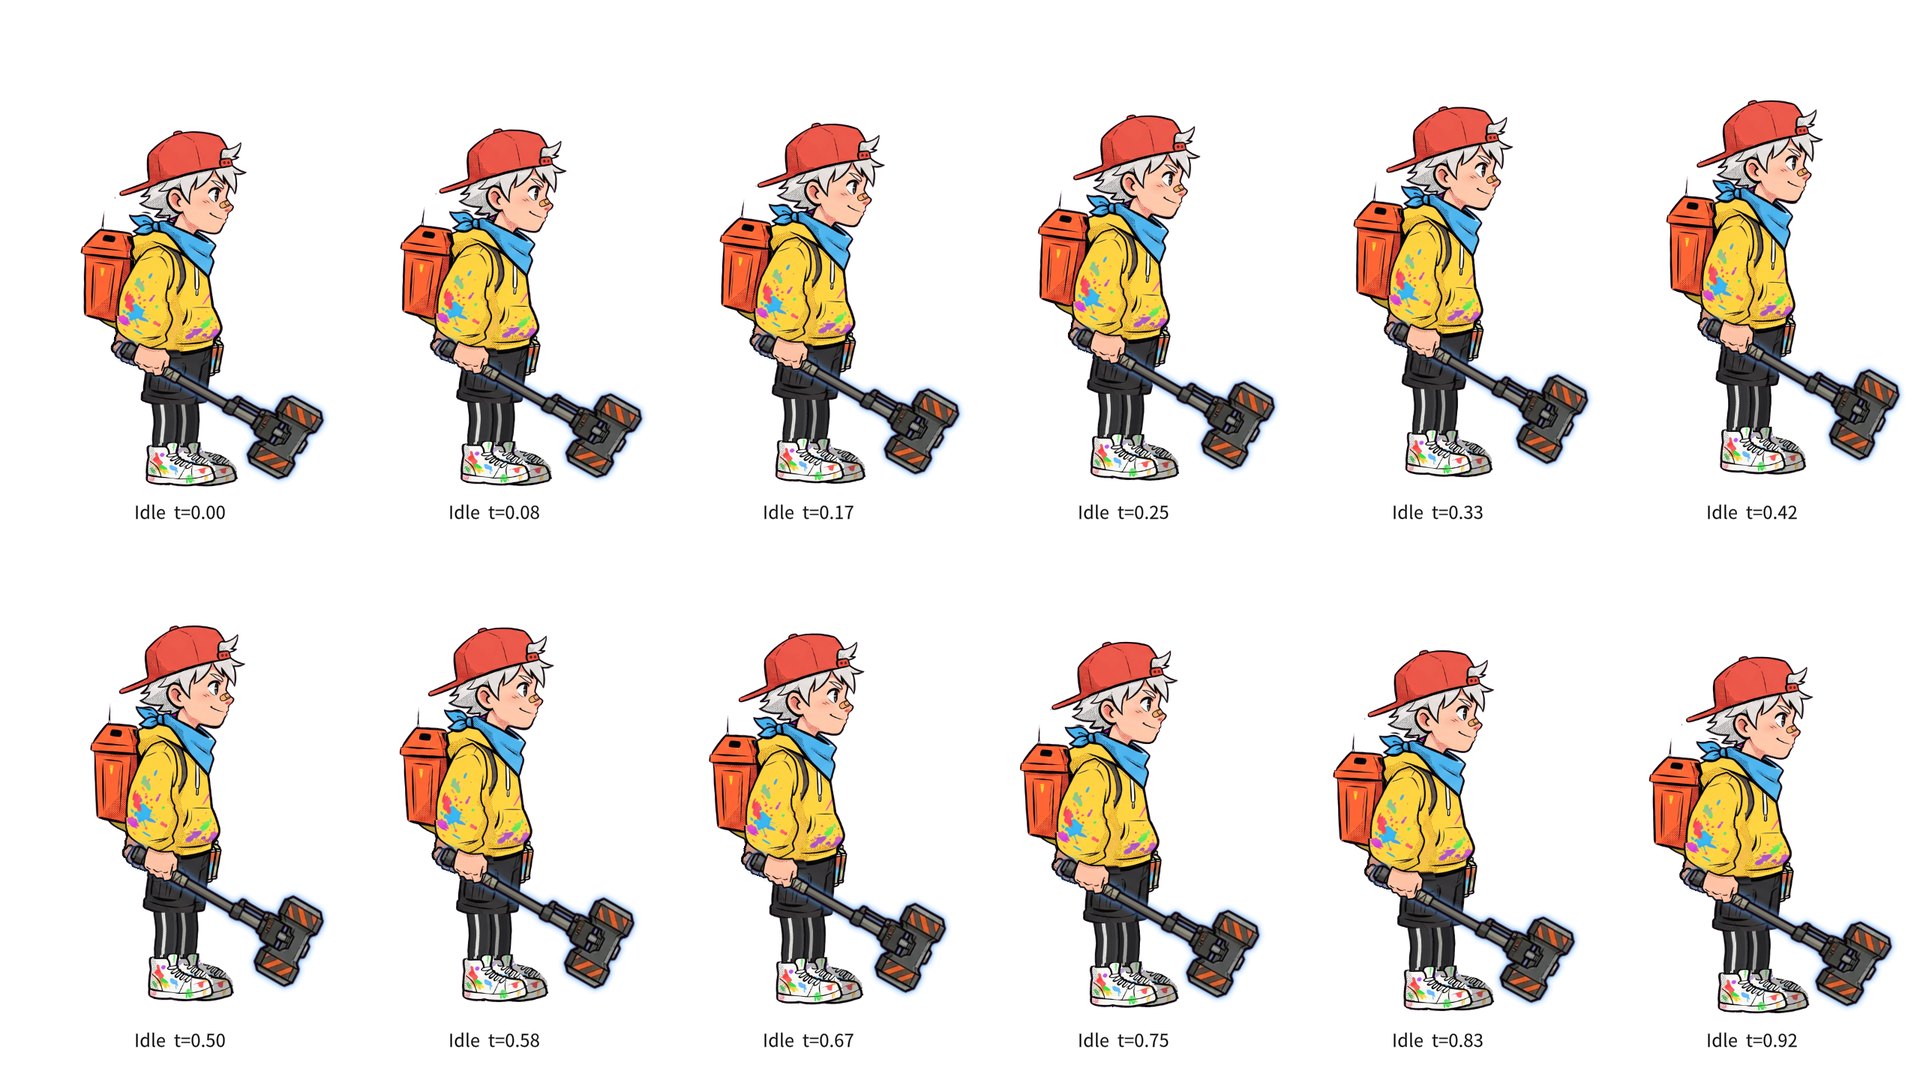 Idle t=0.00
Idle t=0.08
Idle t=0.17
Idle t=0.25
Idle t=0.33
Idle t=0.42
Idle t=0.50
Idle t=0.58
Idle t=0.67
Idle t=0.75
Idle t=0.83
Idle t=0.92